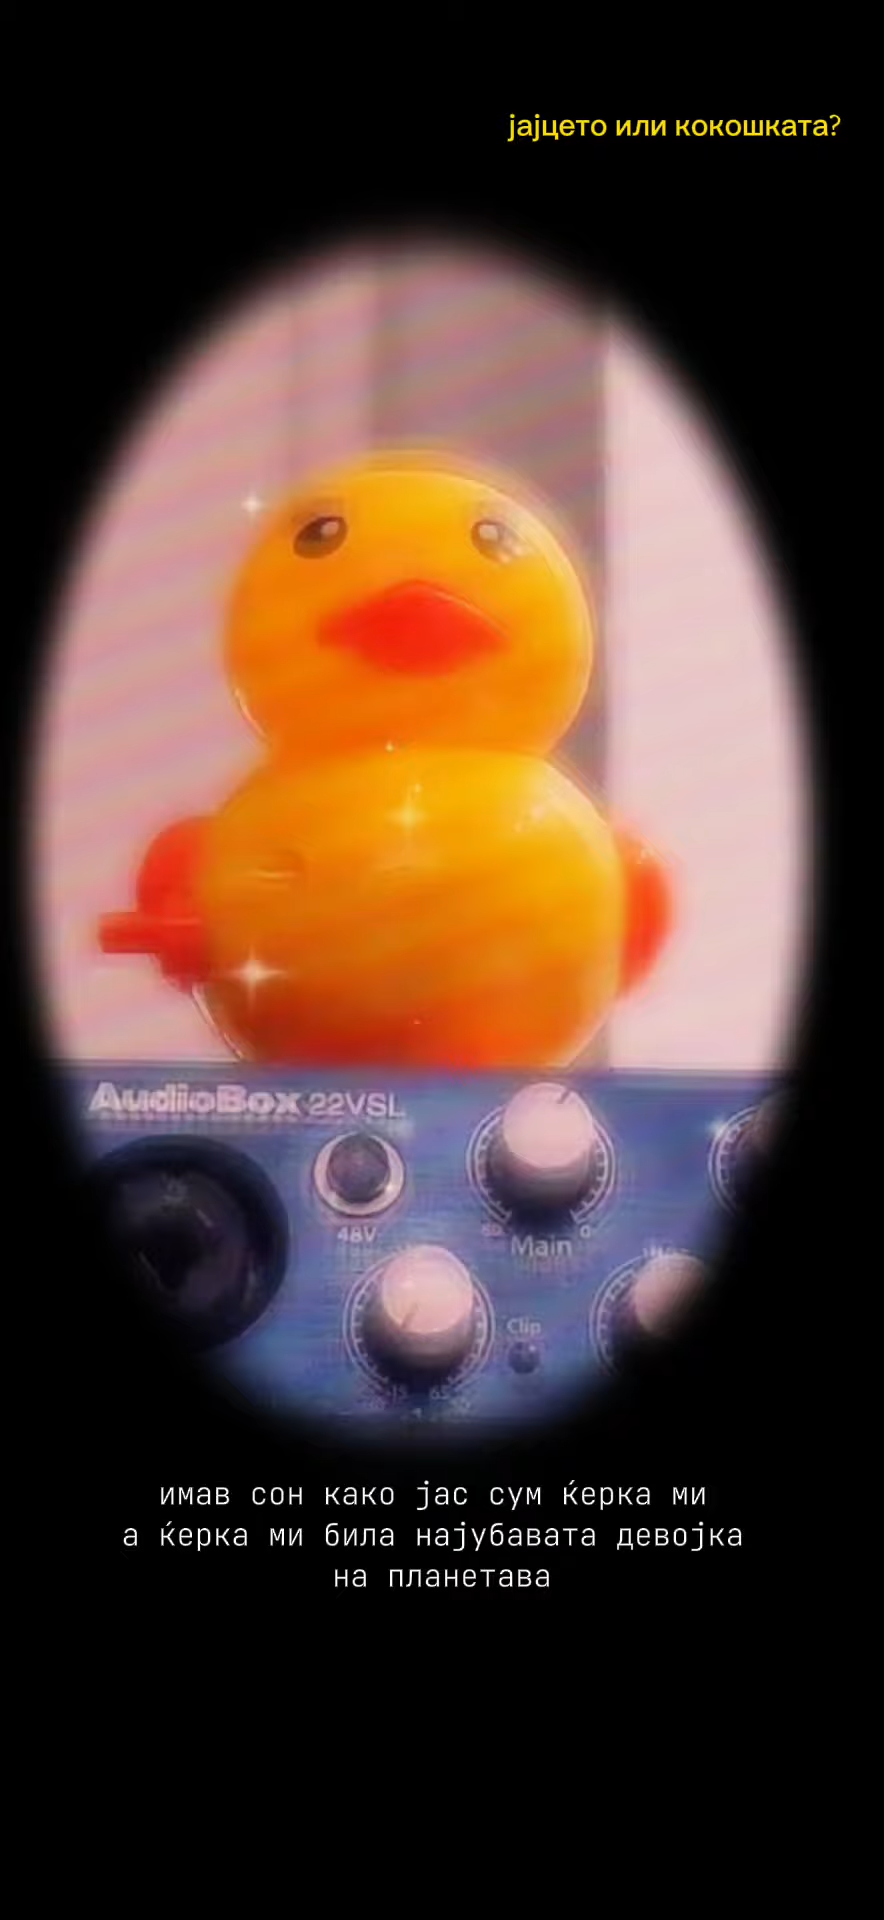 јајцето или кокошката?
AudioBox 22VSL
48V
Main
Clip
имав сон како јас сум ќерка ми
а ќерка ми била најубавата девојка
на планетава